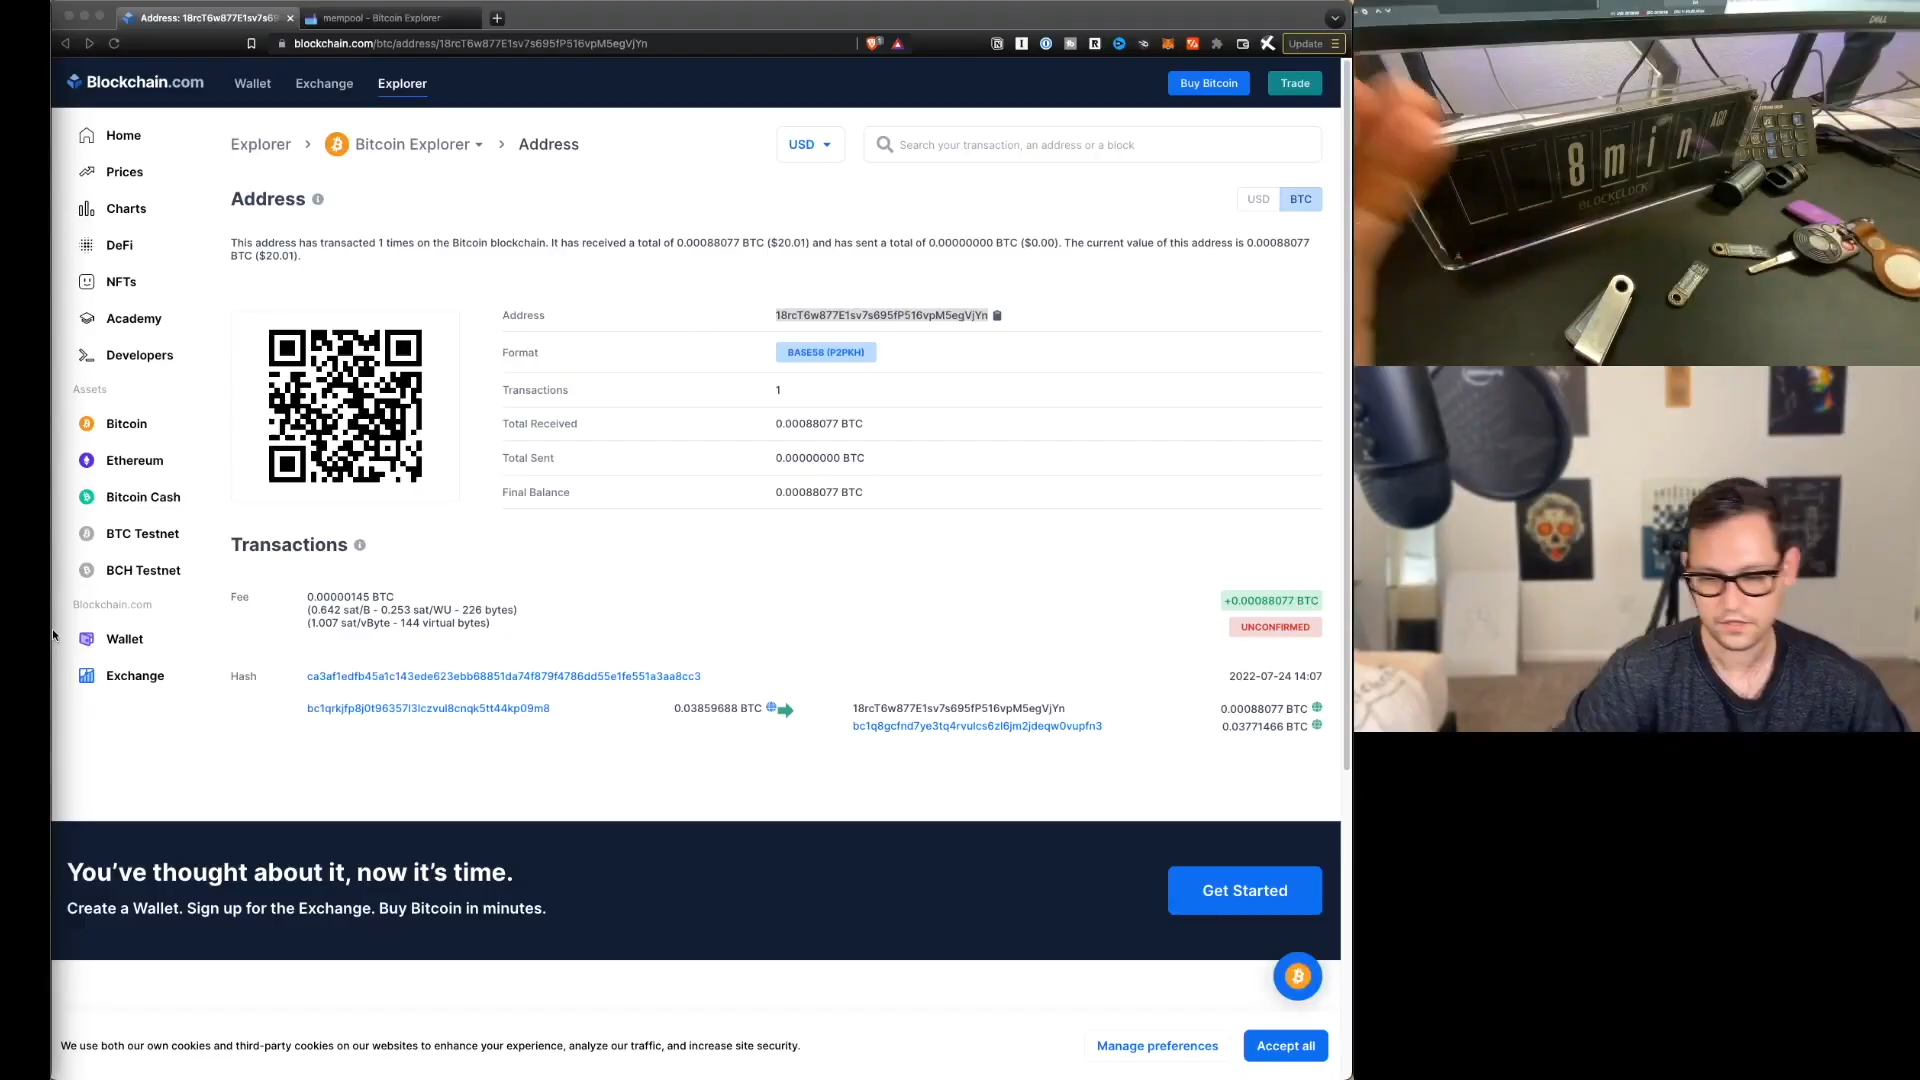 Address: 18rcT6w877E1sv7s69
mempool - Bitcoin Explorer
blockchain.com/btc/address/18rcT6w877E1sv7s695fP516vpM5egVjYn
Update
Blockchain.com
Wallet
Exchange
Explorer
Buy Bitcoin
Trade
Home
Prices
Charts
DeFi
NFTs
Academy
Developers
Assets
Bitcoin
Ethereum
Bitcoin Cash
BTC Testnet
BCH Testnet
Blockchain.com
Wallet
Exchange
Explorer > Bitcoin Explorer > Address
USD
Search your transaction, an address or a block
Address
USD BTC
This address has transacted 1 times on the Bitcoin blockchain. It has received a total of 0.00088077 BTC ($20.01) and has sent a total of 0.00000000 BTC ($0.00). The current value of this address is 0.00088077
BTC ($20.01).
Address 18rcT6w877E1sv7s695fP516vpM5egVjYn
Format BASE58 (P2PKH)
Transactions 1
Total Received 0.00088077 BTC
Total Sent 0.00000000 BTC
Final Balance 0.00088077 BTC
Transactions
Fee 0.00000145 BTC
(0.642 sat/B - 0.253 sat/WU - 226 bytes)
(1.007 sat/vByte - 144 virtual bytes)
+0.00088077 BTC
UNCONFIRMED
Hash ca3af1edfb45a1c143ede623ebb68851da74f879f4786dd55e1fe551a3aa8cc3 2022-07-24 14:07
bc1qrkjfp8j0t96357l3lczvul8cnqk5tt44kp09m8 0.03859688 BTC 18rcT6w877E1sv7s695fP516vpM5egVjYn 0.00088077 BTC
bc1q8gcfnd7ye3tq4rvulcs6zl6jm2jdeqw0vupfn3 0.03771466 BTC
You've thought about it, now it's time.
Create a Wallet. Sign up for the Exchange. Buy Bitcoin in minutes.
Get Started
We use both our own cookies and third-party cookies on our websites to enhance your experience, analyze our traffic, and increase site security.
Manage preferences
Accept all
DELL
8 min AGO
BLOCKCLOCK